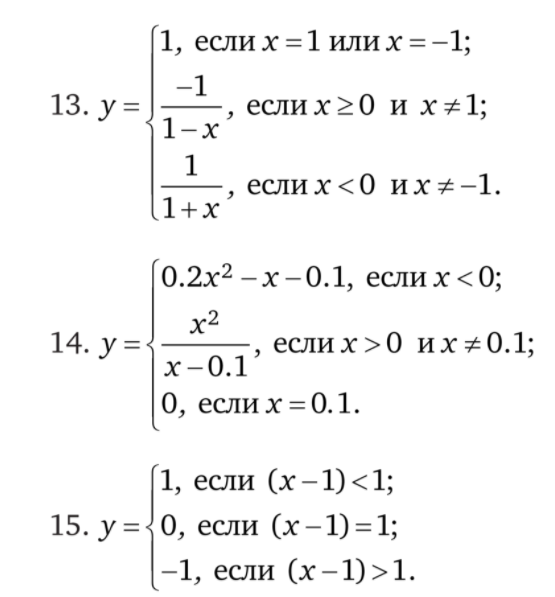 1, если x = 1 или x = −1;
13. y = { −1/(1 − x), если x ≥ 0 и x ≠ 1;
1/(1 + x), если x < 0 и x ≠ −1.
0.2x² − x − 0.1, если x < 0;
14. y = { x²/(x − 0.1), если x > 0 и x ≠ 0.1;
0, если x = 0.1.
1, если (x − 1) < 1;
15. y = { 0, если (x − 1) = 1;
−1, если (x − 1) > 1.